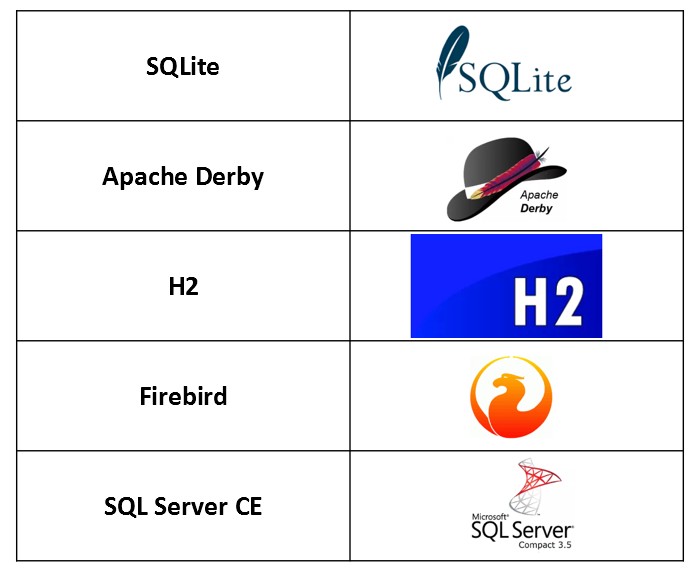 SQLite
SQLite
Apache Derby
Apache
Derby
H2
H2
Firebird
SQL Server CE
Microsoft®
SQL Server®
Compact 3.5